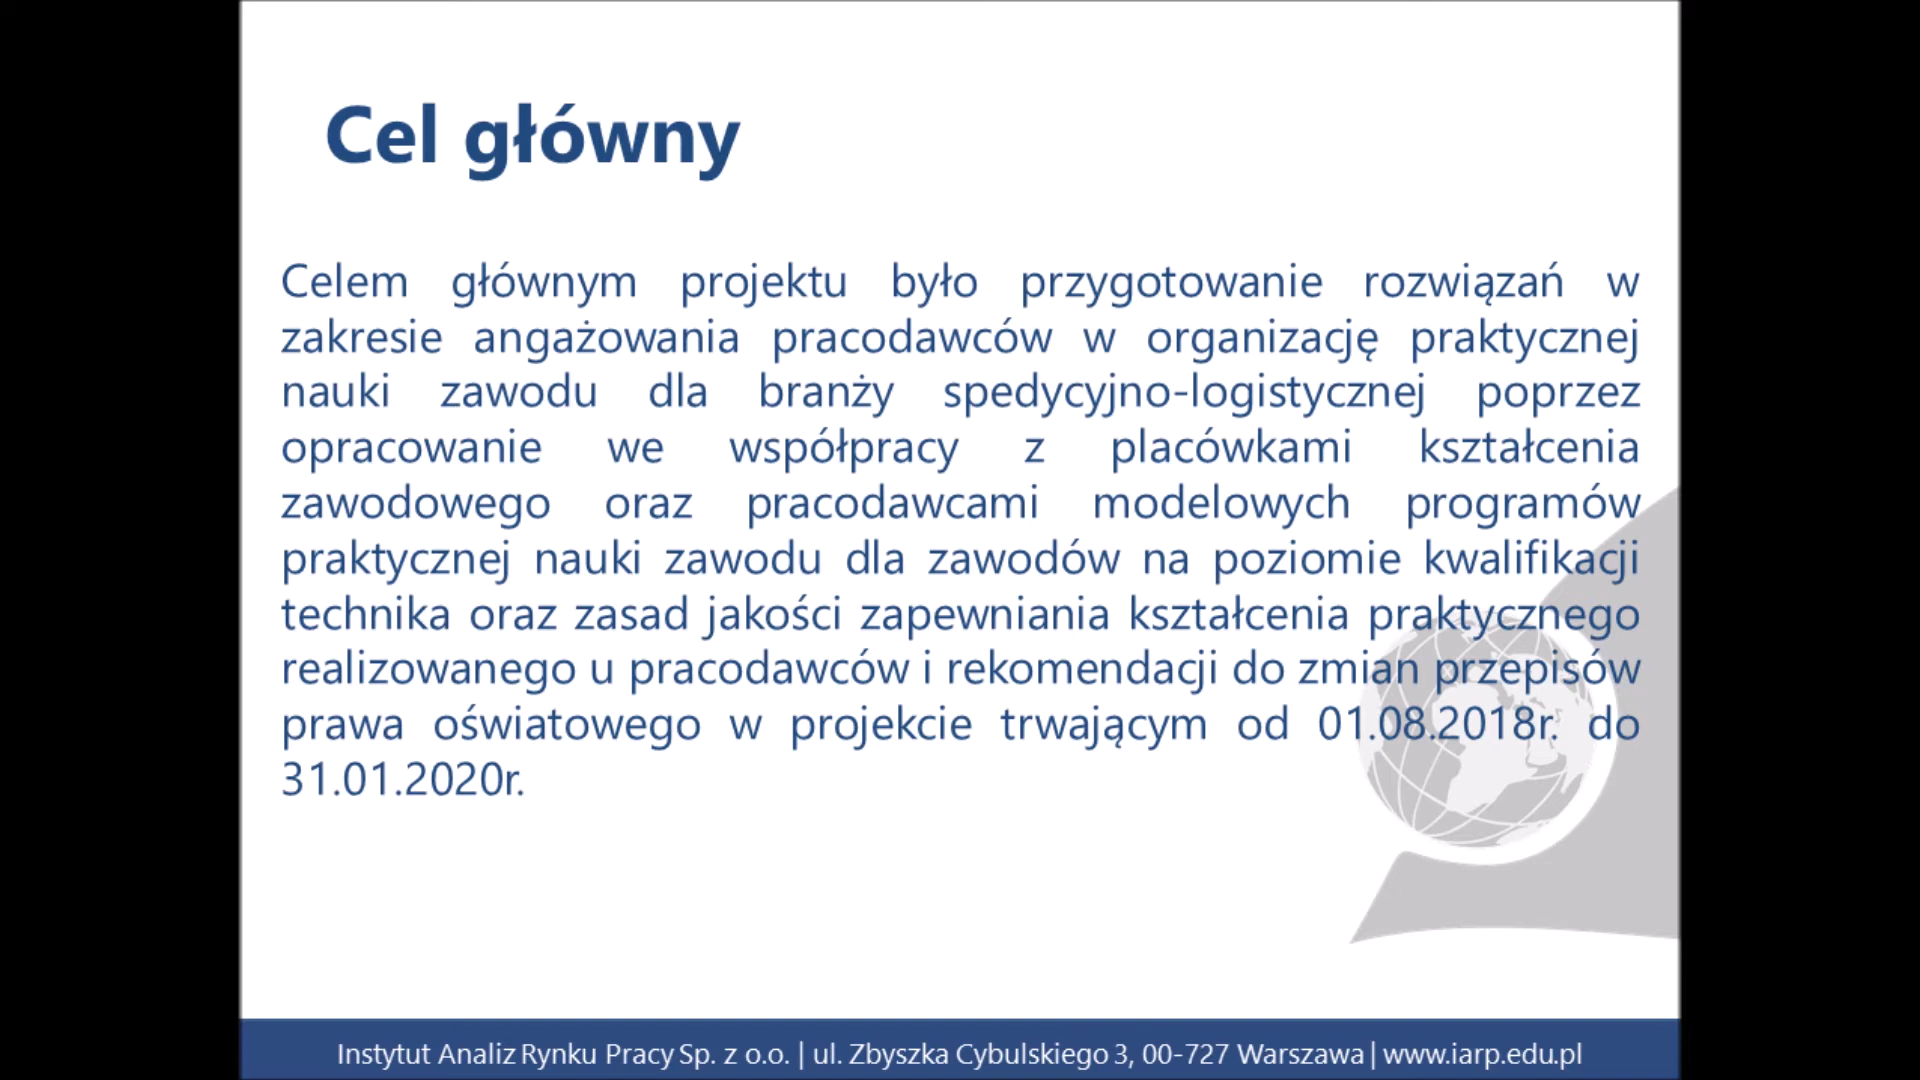 Cel główny
Celem głównym projektu było przygotowanie rozwiązań w
zakresie angażowania pracodawców w organizację praktycznej
nauki zawodu dla branży spedycyjno-logistycznej poprzez
opracowanie we współpracy z placówkami kształcenia
zawodowego oraz pracodawcami modelowych programów
praktycznej nauki zawodu dla zawodów na poziomie kwalifikacji
technika oraz zasad jakości zapewniania kształcenia praktycznego
realizowanego u pracodawców i rekomendacji do zmian przepisów
prawa oświatowego w projekcie trwającym od 01.08.2018r. do
31.01.2020r.
Instytut Analiz Rynku Pracy Sp. z o.o. | ul. Zbyszka Cybulskiego 3, 00-727 Warszawa | www.iarp.edu.pl